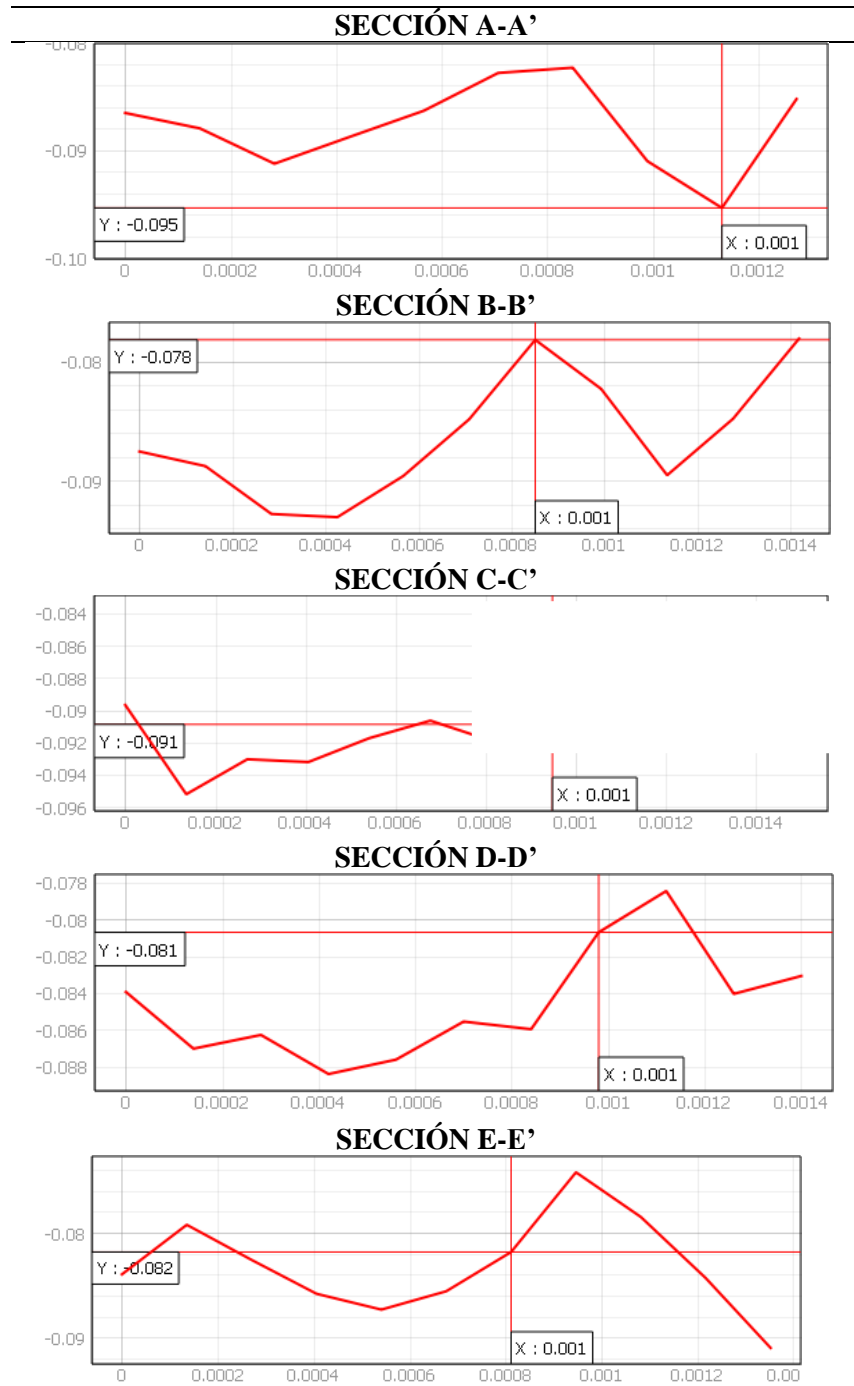 SECCIÓN A-A’
-0.08
-0.09
Y : -0.095
X : 0.001
-0.10
0 0.0002 0.0004 0.0006 0.0008 0.001 0.0012
SECCIÓN B-B’
Y : -0.078
-0.08
-0.09
X : 0.001
0 0.0002 0.0004 0.0006 0.0008 0.001 0.0012 0.0014
SECCIÓN C-C’
-0.084
-0.086
-0.088
-0.09
-0.092 Y : -0.091
-0.094
X : 0.001
-0.096
0 0.0002 0.0004 0.0006 0.0008 0.001 0.0012 0.0014
SECCIÓN D-D’
-0.078
-0.08
-0.082 Y : -0.081
-0.084
-0.086
-0.088
X : 0.001
0 0.0002 0.0004 0.0006 0.0008 0.001 0.0012 0.0014
SECCIÓN E-E’
-0.08
Y : -0.082
-0.09
X : 0.001
0 0.0002 0.0004 0.0006 0.0008 0.001 0.0012 0.00